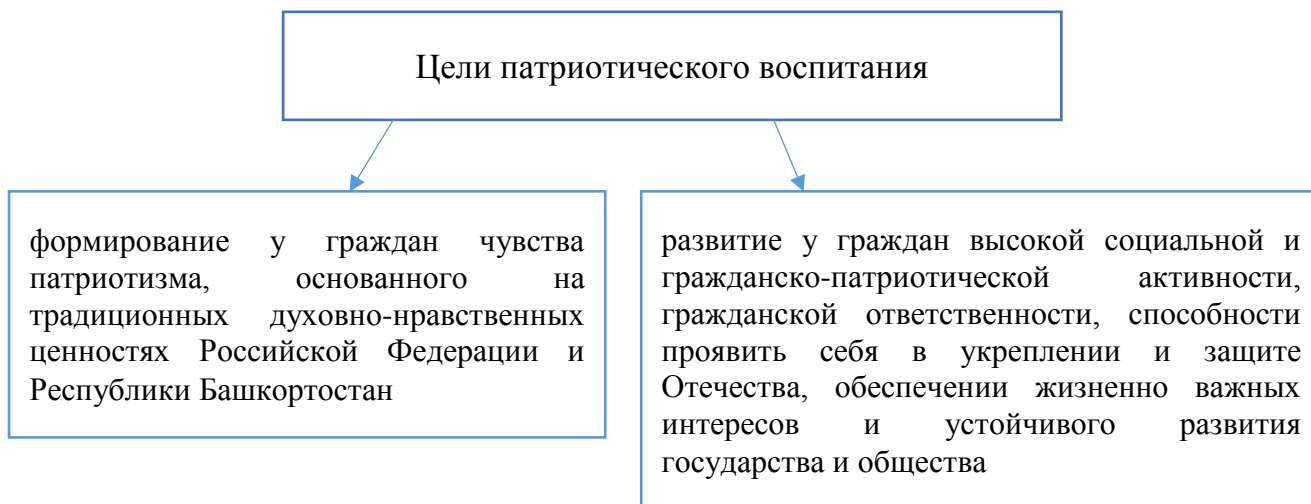 Цели патриотического воспитания
формирование у граждан чувства
патриотизма, основанного на
традиционных духовно-нравственных
ценностях Российской Федерации и
Республики Башкортостан
развитие у граждан высокой социальной и
гражданско-патриотической активности,
гражданской ответственности, способности
проявить себя в укреплении и защите
Отечества, обеспечении жизненно важных
интересов и устойчивого развития
государства и общества